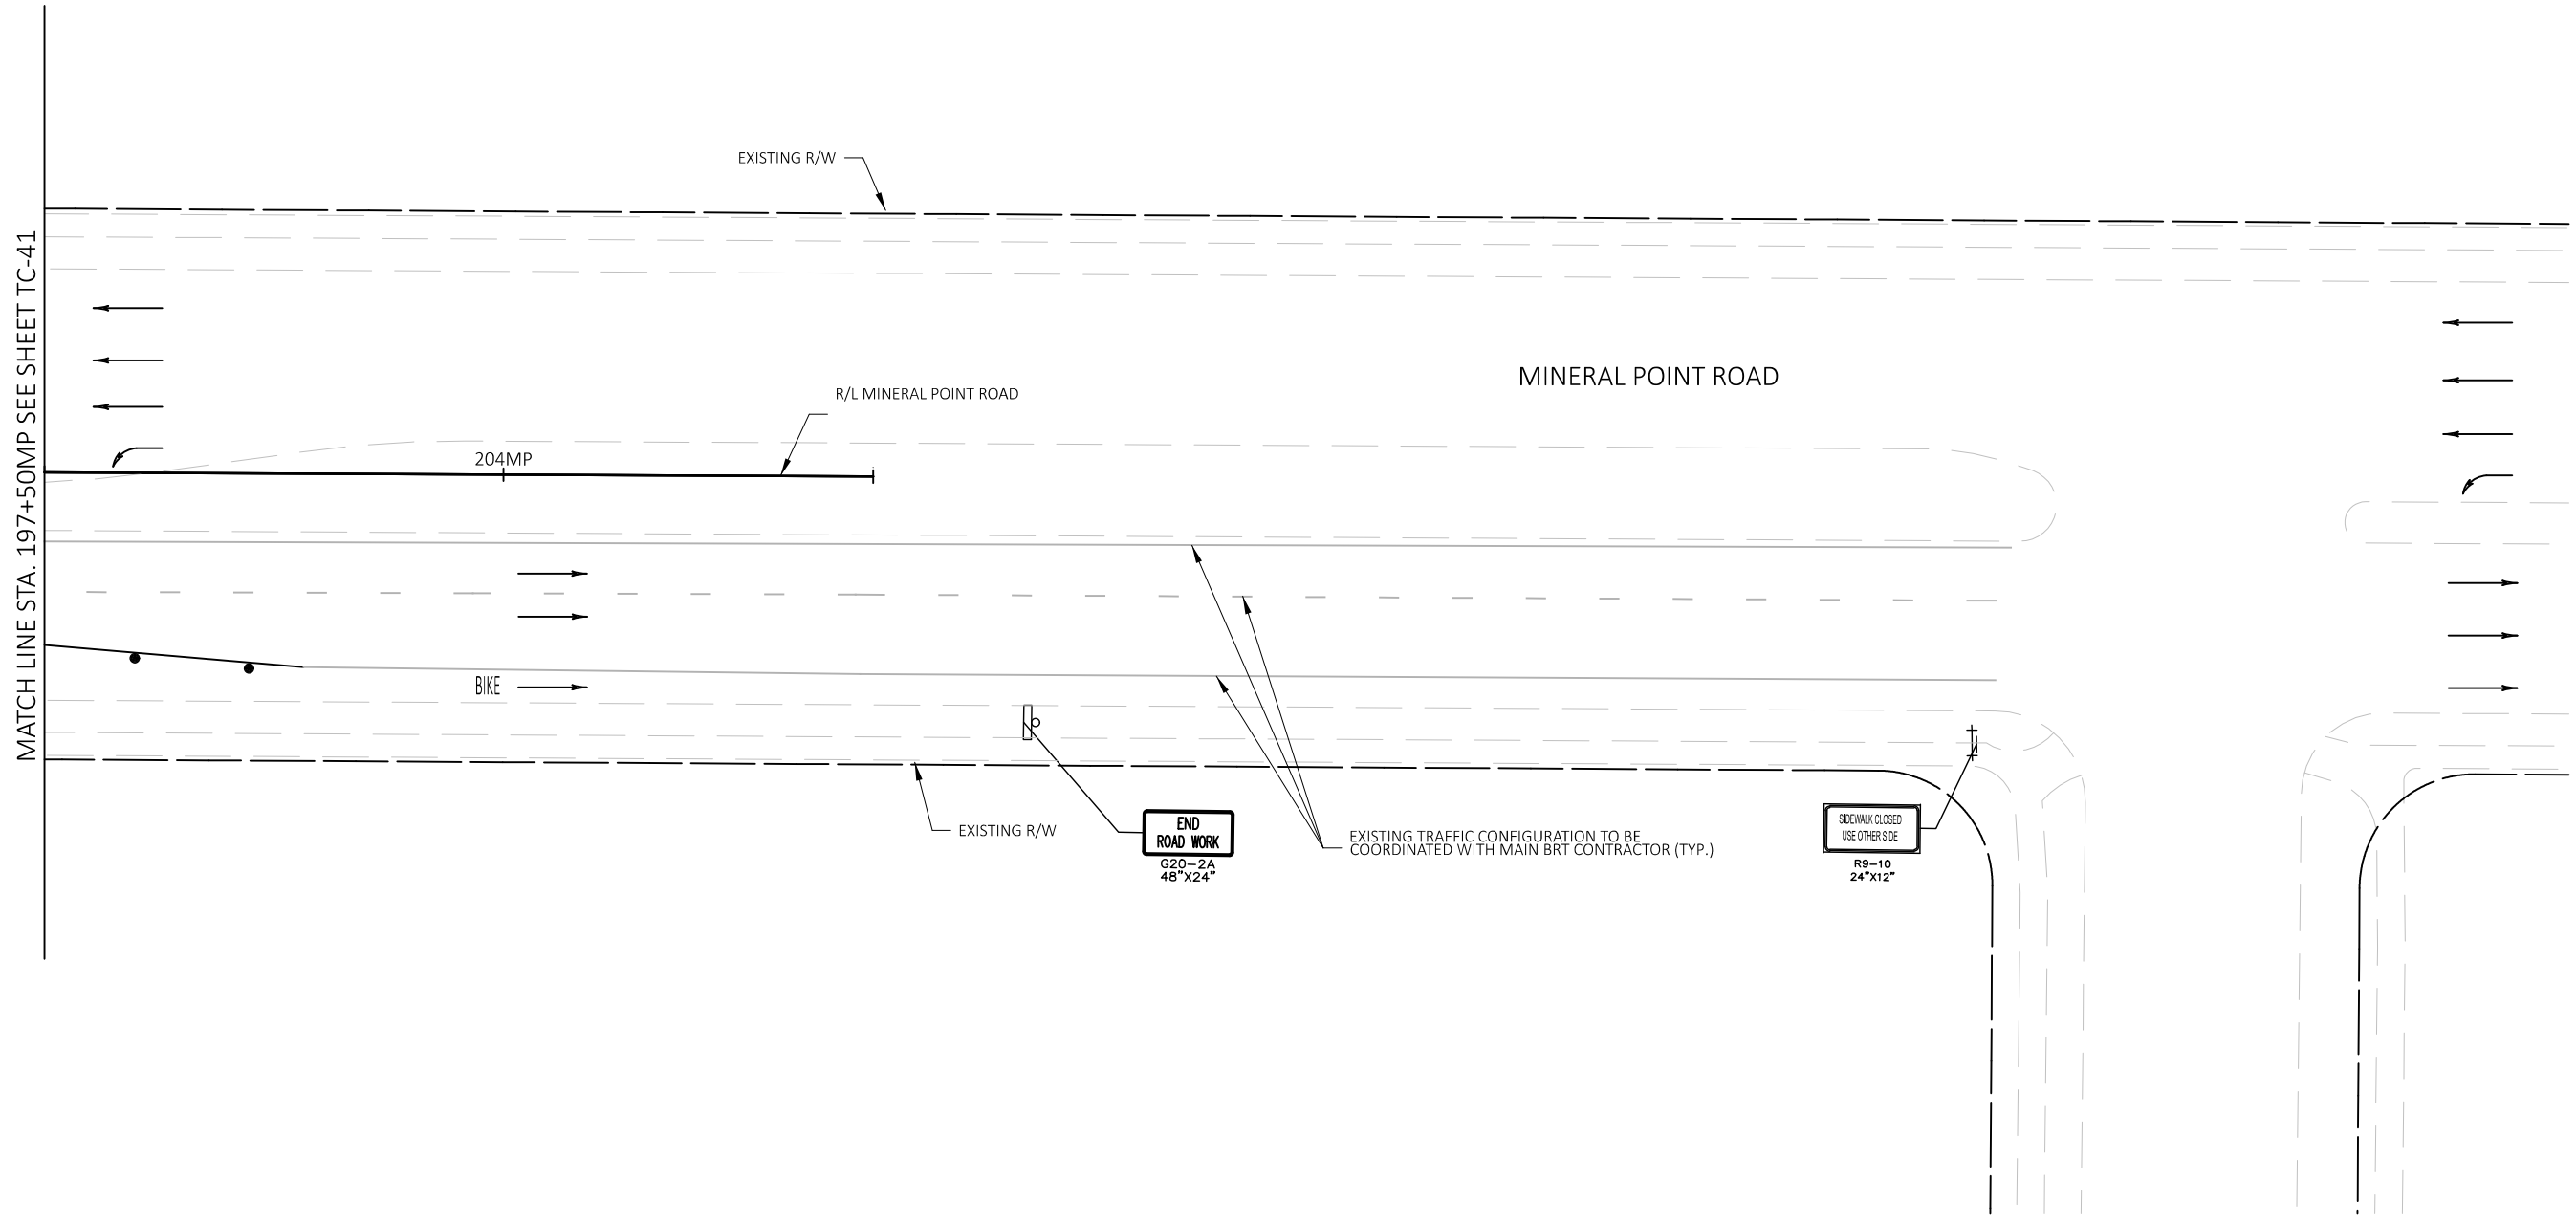 EXISTING R/W
MATCH LINE STA. 197+50MP SEE SHEET TC-41
MINERAL POINT ROAD
R/L MINERAL POINT ROAD
204MP
BIKE
EXISTING R/W
END
ROAD WORK
G20-2A
48"X24"
EXISTING TRAFFIC CONFIGURATION TO BE
COORDINATED WITH MAIN BRT CONTRACTOR (TYP.)
SIDEWALK CLOSED
USE OTHER SIDE
R9-10
24"X12"